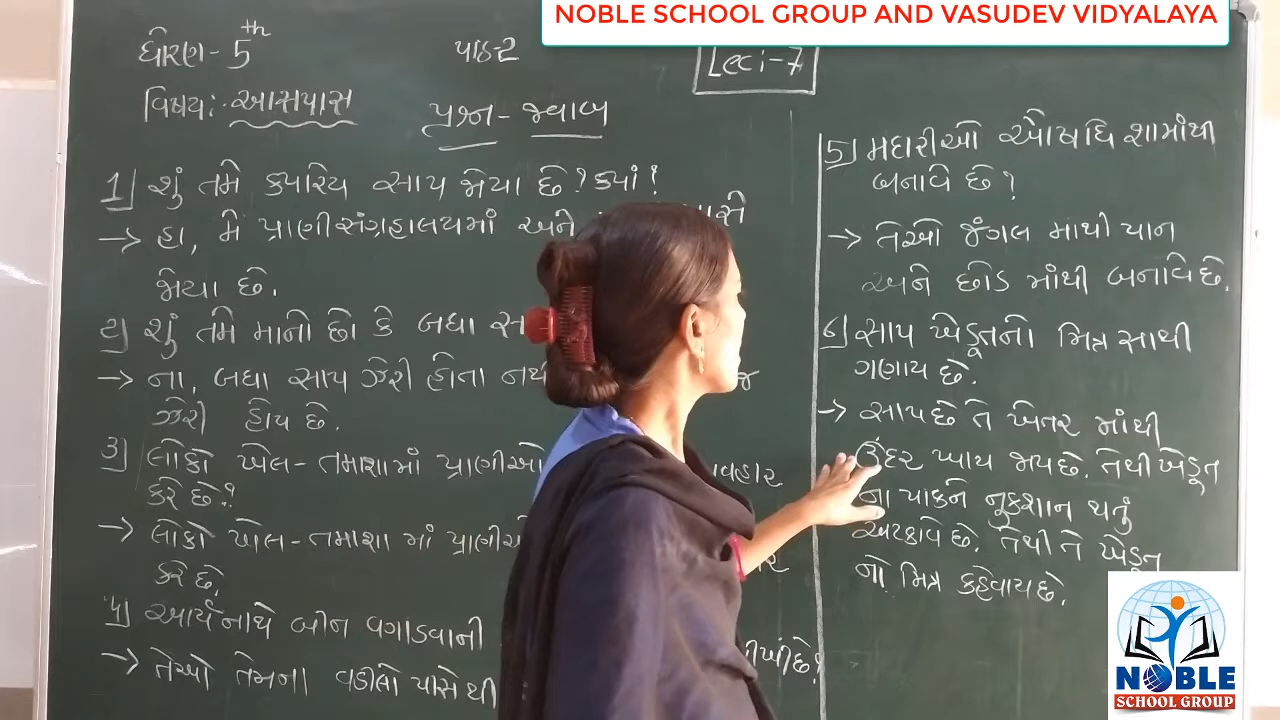 NOBLE SCHOOL GROUP AND VASUDEV VIDYALAYA
ધોરણ - 5th
પાઠ-2
Lec:-7
વિષય: આસપાસ
પ્રશ્ન - જવાબ
1) શું તમે ક્યારેય સાપ જોયા છે? ક્યાં?
→ હા, મેં પ્રાણીસંગ્રહાલયમાં અને
જોયા છે.
2) શું તમે માનો છો કે બધા
→ ના, બધા સાપ ઝેરી હોતા જ
ઝેરી હોય છે.
3) લોકો ખેલ - તમાશામાં પ્રાણીઓ
કરે છે?
→ લોકો ખેલ - તમાશા માં
કરે છે.
4) આર્યનાથે બીન વગાડવાની
→ તેઓ તેમના વડીલો પાસેથી
5) મદારીઓ ઔષધિ શામાંથી
બનાવે છે?
→ તેઓ જંગલ માંથી પાન
અને છોડ માંથી બનાવે છે.
6) સાપ ખેડૂતનો મિત્ર સાથી
ગણાય છે.
→ સાપ છે તે ખેતર માંથી
ઉંદર ખાય જાય છે. તેથી ખેડૂત
ના પાકને નુકશાન થતું
અટકાવે છે. તેથી તે ખેડૂત
નો મિત્ર કહેવાય છે.
NOBLE
SCHOOL GROUP